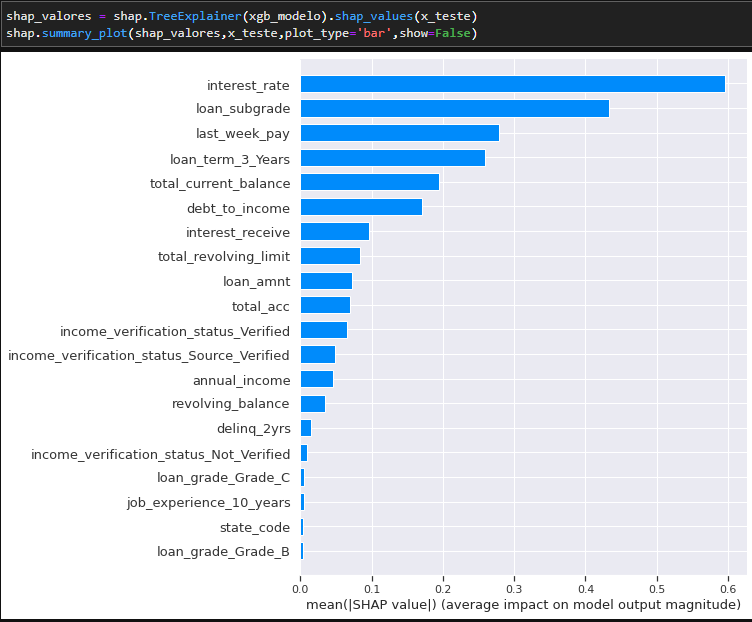 shap_valores = shap.TreeExplainer(xgb_modelo).shap_values(x_teste)
shap.summary_plot(shap_valores,x_teste,plot_type='bar',show=False)
interest_rate
loan_subgrade
last_week_pay
loan_term_3_Years
total_current_balance
debt_to_income
interest_receive
total_revolving_limit
loan_amnt
total_acc
income_verification_status_Verified
income_verification_status_Source_Verified
annual_income
revolving_balance
delinq_2yrs
income_verification_status_Not_Verified
loan_grade_Grade_C
job_experience_10_years
state_code
loan_grade_Grade_B
0.0 0.1 0.2 0.3 0.4 0.5 0.6
mean(|SHAP value|) (average impact on model output magnitude)